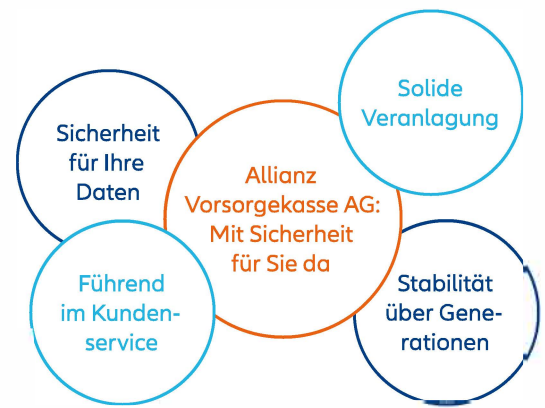 Solide
Veranlagung
Sicherheit
für Ihre
Daten
Allianz
Vorsorgekasse AG:
Mit Sicherheit
für Sie da
Führend
im Kunden-
service
Stabilität
über Gene-
rationen